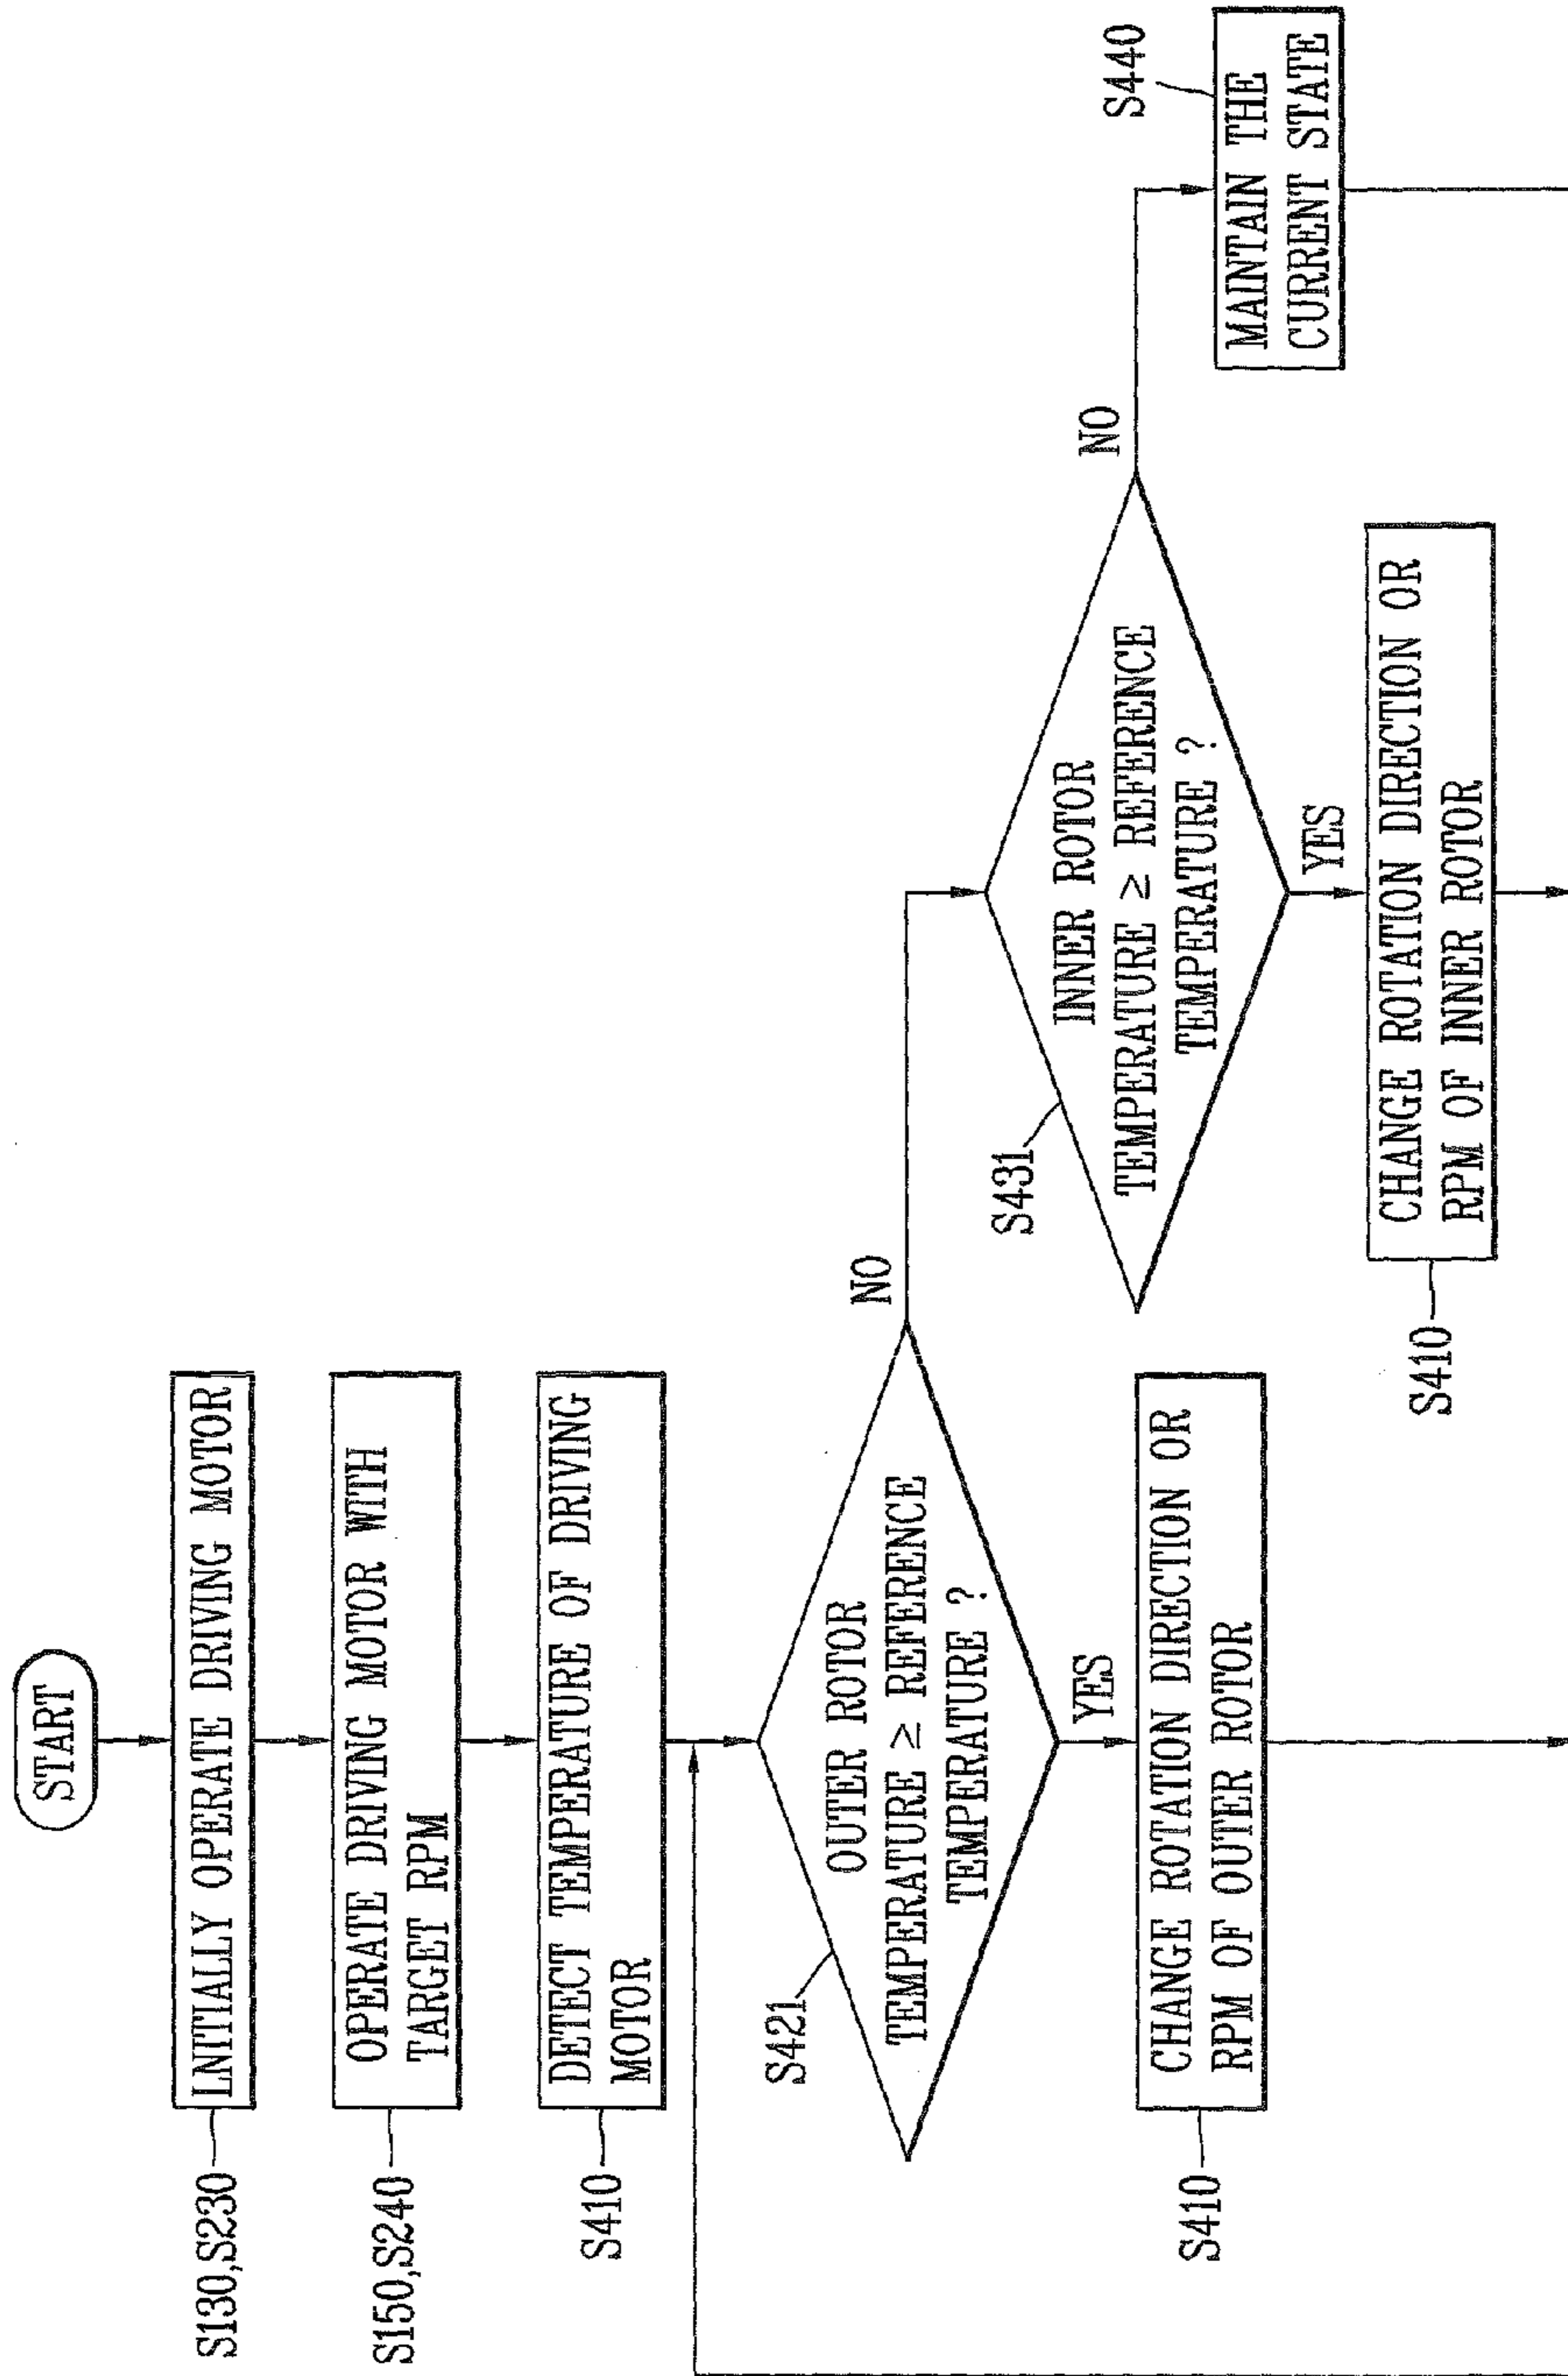 START
S130,S230
LNITIALLY OPERATE DRIVING MOTOR
S150,S240
OPERATE DRIVING MOTOR WITH
TARGET RPM
S410
DETECT TEMPERATURE OF DRIVING
MOTOR
S421
OUTER ROTOR
TEMPERATURE ≥ REFERENCE
TEMPERATURE ?
NO
YES
S410
CHANGE ROTATION DIRECTION OR
RPM OF OUTER ROTOR
S431
INNER ROTOR
TEMPERATURE ≥ REFERENCE
TEMPERATURE ?
NO
YES
S410
CHANGE ROTATION DIRECTION OR
RPM OF INNER ROTOR
S440
MAINTAIN THE
CURRENT STATE